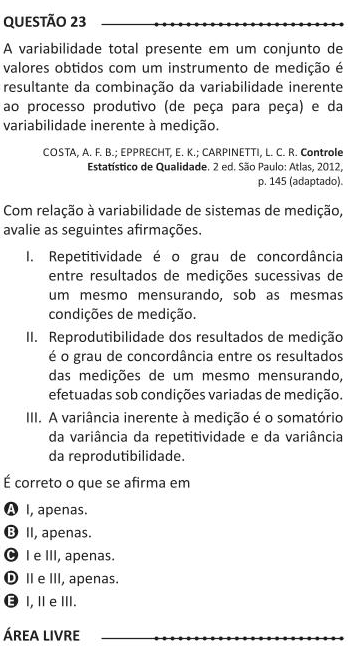 QUESTÃO 23
A variabilidade total presente em um conjunto de
valores obtidos com um instrumento de medição é
resultante da combinação da variabilidade inerente
ao processo produtivo (de peça para peça) e da
variabilidade inerente à medição.
COSTA, A. F. B.; EPPRECHT, E. K.; CARPINETTI, L. C. R. Controle
Estatístico de Qualidade. 2 ed. São Paulo: Atlas, 2012,
p. 145 (adaptado).
Com relação à variabilidade de sistemas de medição,
avalie as seguintes afirmações.
I. Repetitividade é o grau de concordância
entre resultados de medições sucessivas de
um mesmo mensurando, sob as mesmas
condições de medição.
II. Reprodutibilidade dos resultados de medição
é o grau de concordância entre os resultados
das medições de um mesmo mensurando,
efetuadas sob condições variadas de medição.
III. A variância inerente à medição é o somatório
da variância da repetitividade e da variância
da reprodutibilidade.
É correto o que se afirma em
A I, apenas.
B II, apenas.
C I e III, apenas.
D II e III, apenas.
E I, II e III.
ÁREA LIVRE